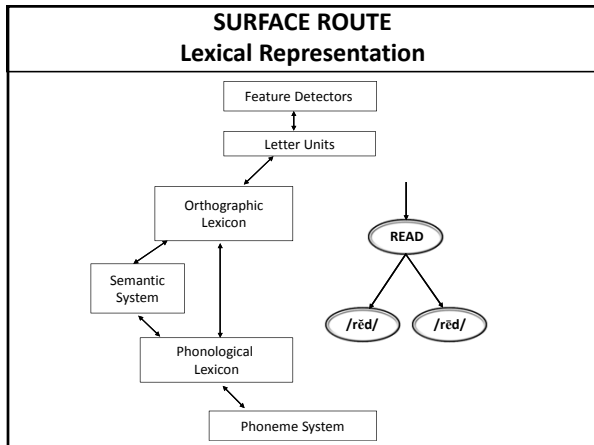 SURFACE ROUTE
Lexical Representation
Feature Detectors
Letter Units
Orthographic
Lexicon
READ
Semantic
System
/rĕd/
/rēd/
Phonological
Lexicon
Phoneme System